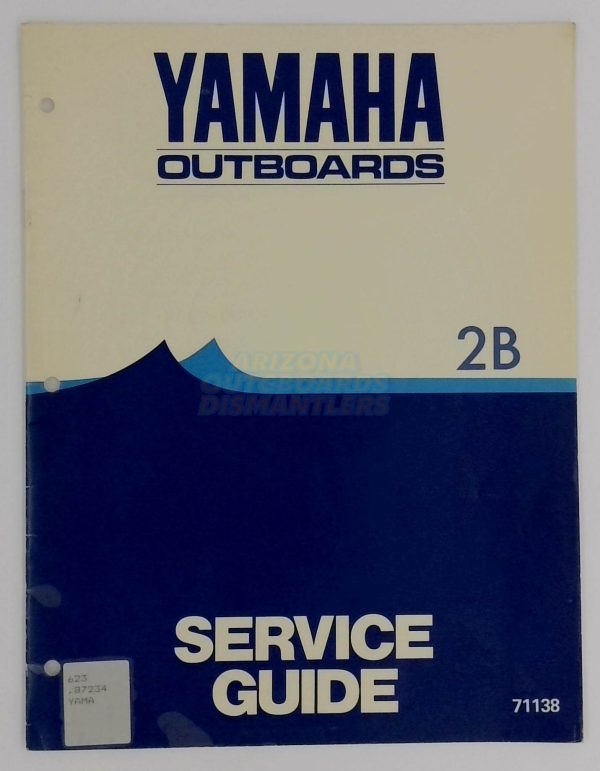 YAMAHA
OUTBOARDS
2B
ARIZONA
OUTBOARDS
DISMANTLERS
SERVICE
GUIDE
71138
623
.87234
YAMA